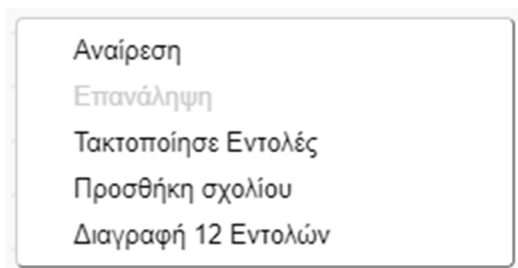 Αναίρεση
Επανάληψη
Τακτοποίησε Εντολές
Προσθήκη σχολίου
Διαγραφή 12 Εντολών